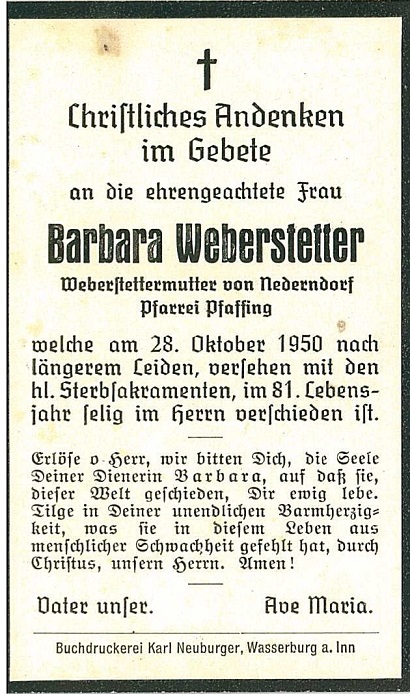 Christliches Andenken
im Gebete
an die ehrengeachtete Frau
Barbara Weberstetter
Weberstettermutter von Nederndorf
Pfarrei Pfaffing
welche am 28. Oktober 1950 nach
längerem Leiden, versehen mit den
hl. Sterbsakramenten, im 81. Lebens-
jahr selig im Herrn verschieden ist.
Erlöse o Herr, wir bitten Dich, die Seele
Deiner Dienerin Barbara, auf daß sie,
dieser Welt geschieden, Dir ewig lebe.
Tilge in Deiner unendlichen Barmherzig-
keit, was sie in diesem Leben aus
menschlicher Schwachheit gefehlt hat, durch
Christus, unsern Herrn. Amen!
Vater unser. Ave Maria.
Buchdruckerei Karl Neuburger, Wasserburg a. Inn